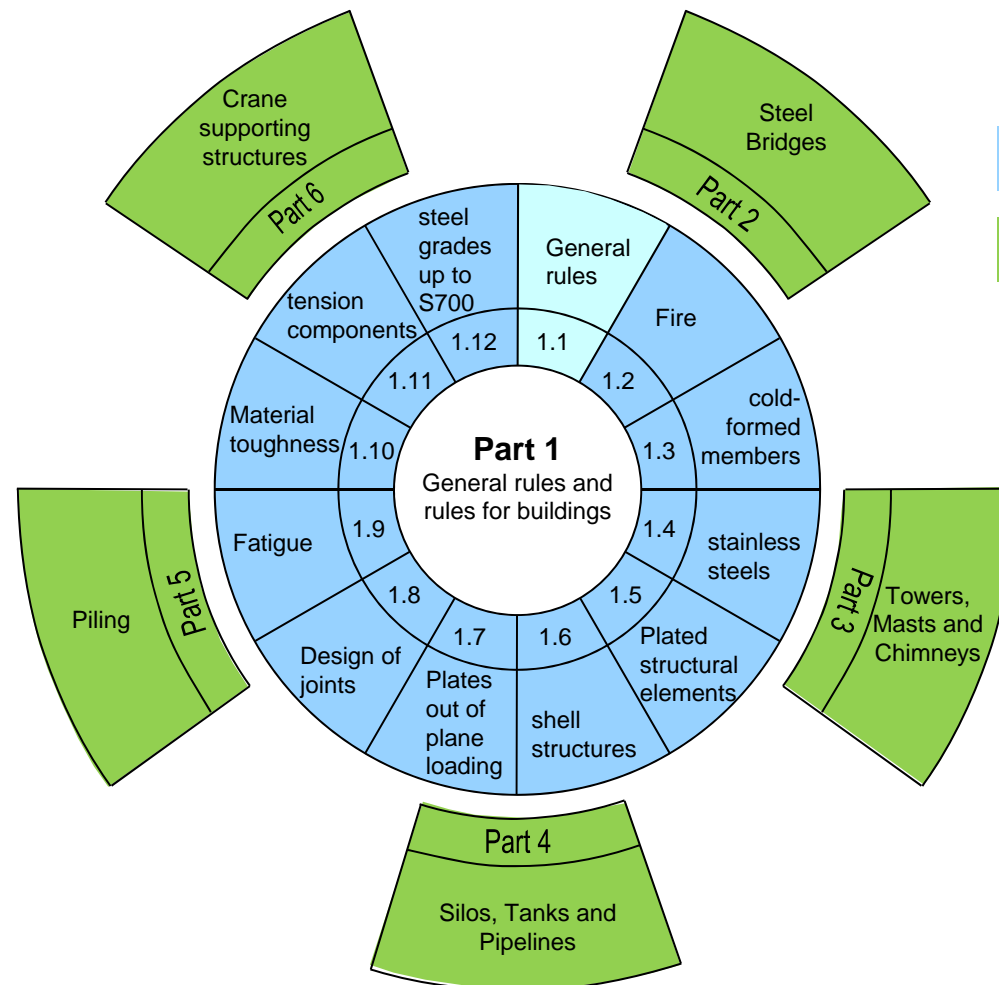 Crane
supporting
structures
Part 6
Steel
Bridges
Part 2
steel
grades
up to
S700
1.12
General
rules
1.1
Fire
1.2
cold-
formed
members
1.3
stainless
steels
1.4
Plated
structural
elements
1.5
shell
structures
1.6
Plates
out of
plane
loading
1.7
Design of
joints
1.8
Fatigue
1.9
Material
toughness
1.10
tension
components
1.11
Part 1
General rules and
rules for buildings
Part 3
Towers,
Masts and
Chimneys
Part 4
Silos, Tanks and
Pipelines
Part 5
Piling